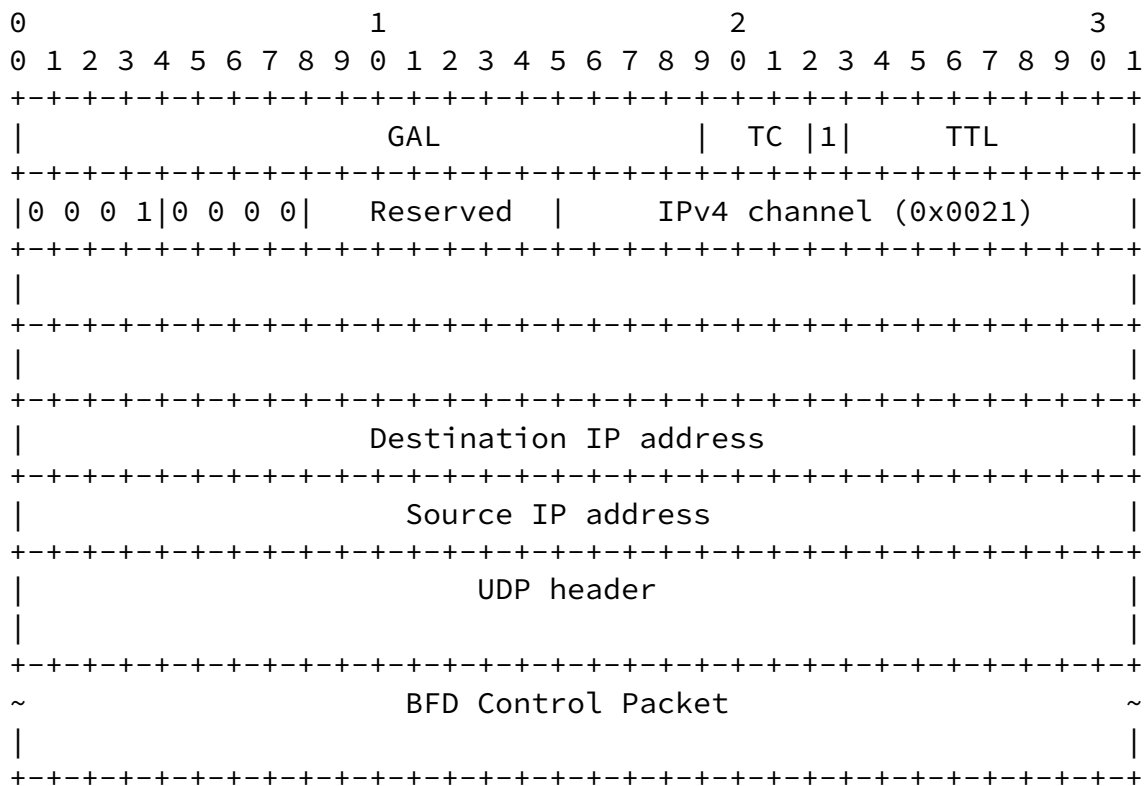 0                   1                   2                   3
0 1 2 3 4 5 6 7 8 9 0 1 2 3 4 5 6 7 8 9 0 1 2 3 4 5 6 7 8 9 0 1
+-+-+-+-+-+-+-+-+-+-+-+-+-+-+-+-+-+-+-+-+-+-+-+-+-+-+-+-+-+-+-+
|                    GAL              |  TC |1|     TTL       |
+-+-+-+-+-+-+-+-+-+-+-+-+-+-+-+-+-+-+-+-+-+-+-+-+-+-+-+-+-+-+-+
|0 0 0 1|0 0 0 0|   Reserved  |     IPv4 channel (0x0021)     |
+-+-+-+-+-+-+-+-+-+-+-+-+-+-+-+-+-+-+-+-+-+-+-+-+-+-+-+-+-+-+-+
|                                                             |
+-+-+-+-+-+-+-+-+-+-+-+-+-+-+-+-+-+-+-+-+-+-+-+-+-+-+-+-+-+-+-+
|                                                             |
+-+-+-+-+-+-+-+-+-+-+-+-+-+-+-+-+-+-+-+-+-+-+-+-+-+-+-+-+-+-+-+
|                   Destination IP address                    |
+-+-+-+-+-+-+-+-+-+-+-+-+-+-+-+-+-+-+-+-+-+-+-+-+-+-+-+-+-+-+-+
|                     Source IP address                       |
+-+-+-+-+-+-+-+-+-+-+-+-+-+-+-+-+-+-+-+-+-+-+-+-+-+-+-+-+-+-+-+
|                         UDP header                          |
|                                                             |
+-+-+-+-+-+-+-+-+-+-+-+-+-+-+-+-+-+-+-+-+-+-+-+-+-+-+-+-+-+-+-+
~                     BFD Control Packet                      ~
|                                                             |
+-+-+-+-+-+-+-+-+-+-+-+-+-+-+-+-+-+-+-+-+-+-+-+-+-+-+-+-+-+-+-+